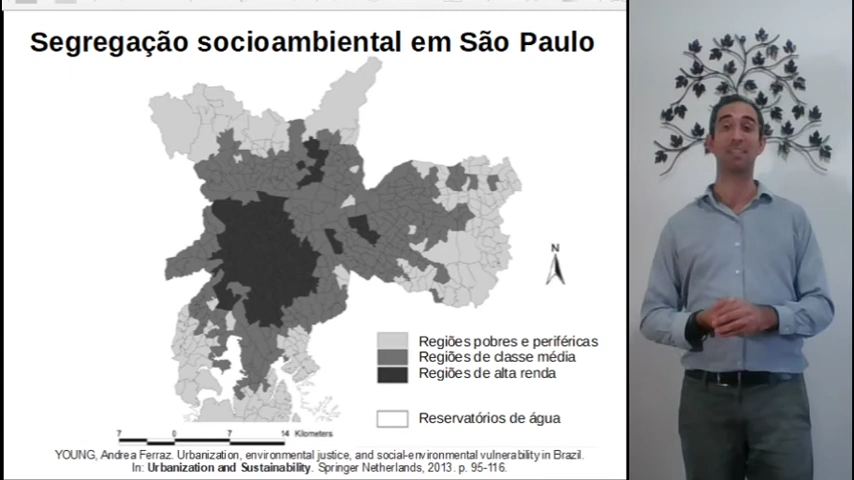 Segregação socioambiental em São Paulo
N
Regiões pobres e periféricas
Regiões de classe média
Regiões de alta renda
Reservatórios de água
7 0 7 14 Kilometers
YOUNG, Andrea Ferraz. Urbanization, environmental justice, and social-environmental vulnerability in Brazil.
In: Urbanization and Sustainability. Springer Netherlands, 2013. p. 95-116.